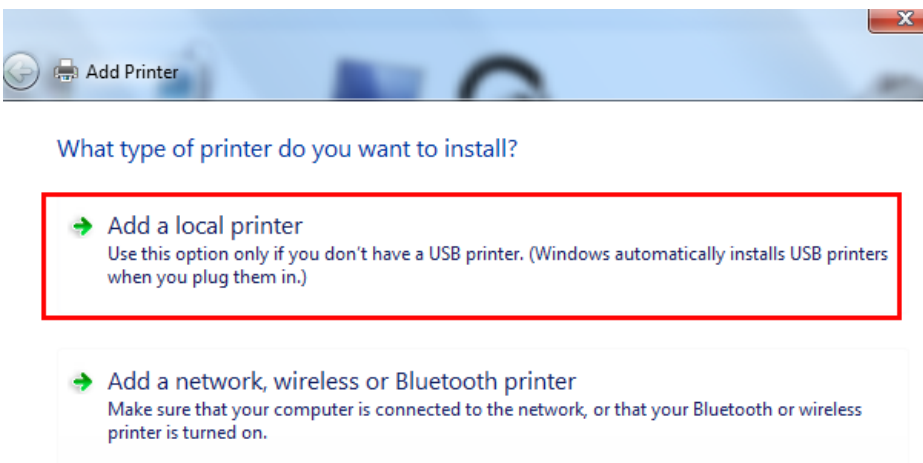 Add Printer
What type of printer do you want to install?
Add a local printer
Use this option only if you don't have a USB printer. (Windows automatically installs USB printers
when you plug them in.)
Add a network, wireless or Bluetooth printer
Make sure that your computer is connected to the network, or that your Bluetooth or wireless
printer is turned on.